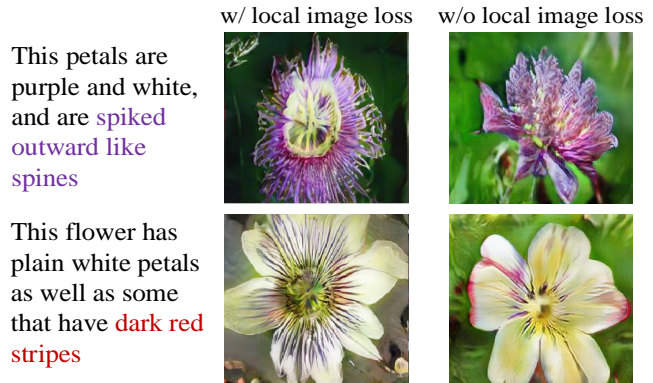 w/ local image loss
w/o local image loss
This petals are
purple and white,
and are spiked
outward like
spines
This flower has
plain white petals
as well as some
that have dark red
stripes